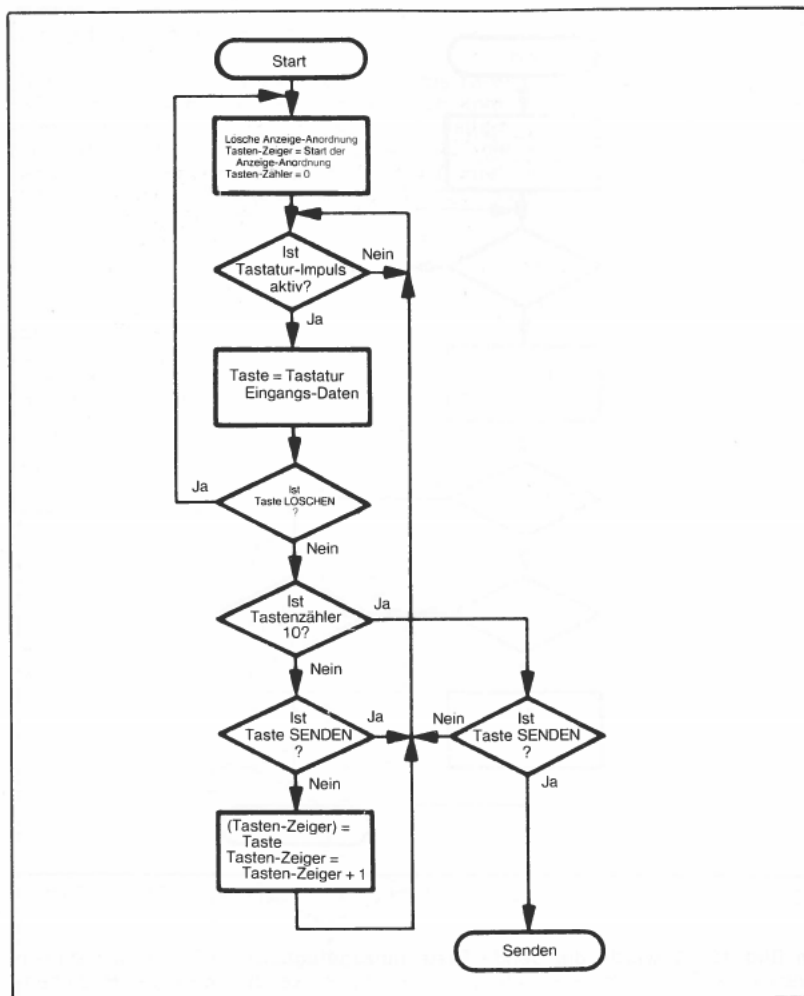 Start
Lösche Anzeige-Anordnung
Tasten-Zeiger = Start der
Anzeige-Anordnung
Tasten-Zähler = 0
Ist
Tastatur-Impuls
aktiv?
Nein
Ja
Taste = Tastatur
Eingangs-Daten
Ja
Ist
Taste LOSCHEN
?
Nein
Ist
Tastenzähler
10?
Ja
Nein
Ist
Taste SENDEN
?
Ja
Nein
Ist
Taste SENDEN
?
Nein
Ja
(Tasten-Zeiger) =
Taste
Tasten-Zeiger =
Tasten-Zeiger + 1
Senden